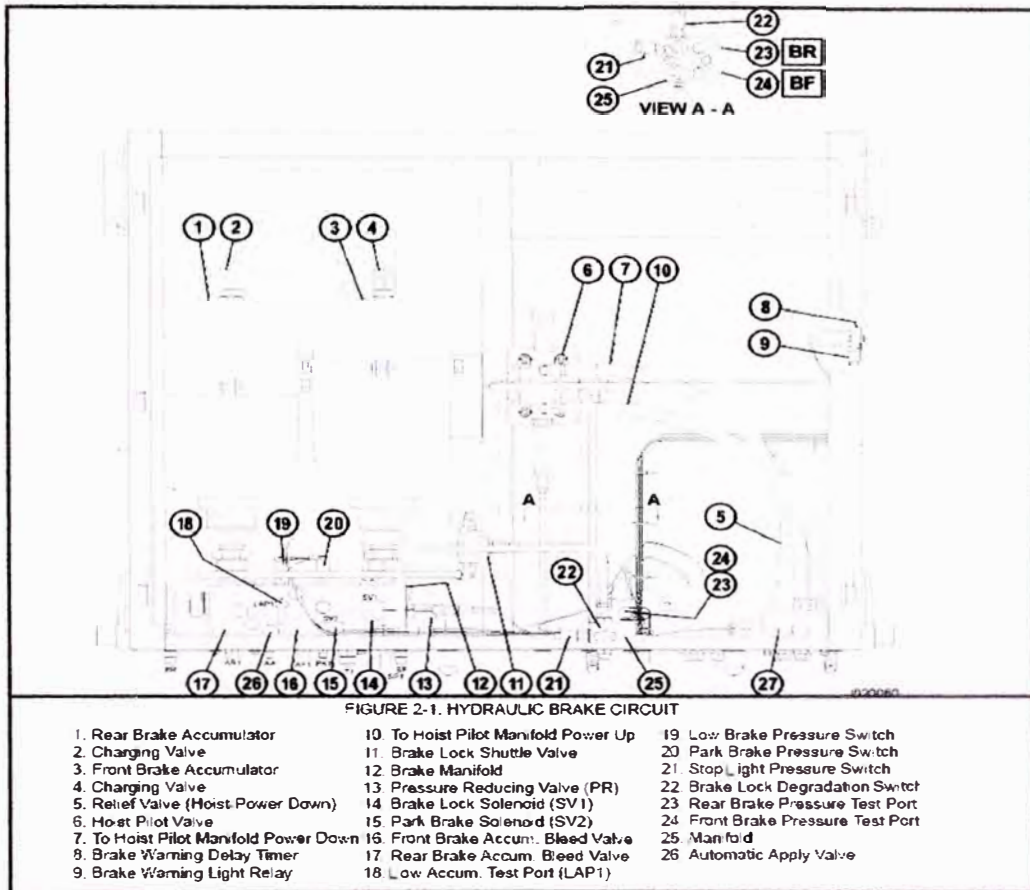 22
21
23 BR
24 BF
25
VIEW A - A
1 2 3 4
6 7 10
8
9
A A
5
18 19 20
24
22 23
LAP1
SV1
17 26 16 15 14 13 12 11 21 25 27
FIGURE 2-1. HYDRAULIC BRAKE CIRCUIT
1. Rear Brake Accumulator
2. Charging Valve
3. Front Brake Accumulator
4. Charging Valve
5. Relief Valve (Hoist Power Down)
6. Hoist Pilot Valve
7. To Hoist Pilot Manifold Power Down
8. Brake Warning Delay Timer
9. Brake Warning Light Relay
10. To Hoist Pilot Manifold Power Up
11. Brake Lock Shuttle Valve
12. Brake Manifold
13. Pressure Reducing Valve (PR)
14 Brake Lock Solenoid (SV1)
15. Park Brake Solenoid (SV2)
16. Front Brake Accum. Bleed Valve
17. Rear Brake Accum. Bleed Valve
18. Low Accum. Test Port (LAP1)
19 Low Brake Pressure Switch
20 Park Brake Pressure Switch
21. Stop Light Pressure Switch
22 Brake Lock Degradation Switch
23 Rear Brake Pressure Test Port
24 Front Brake Pressure Test Port
25. Manifold
26 Automatic Apply Valve